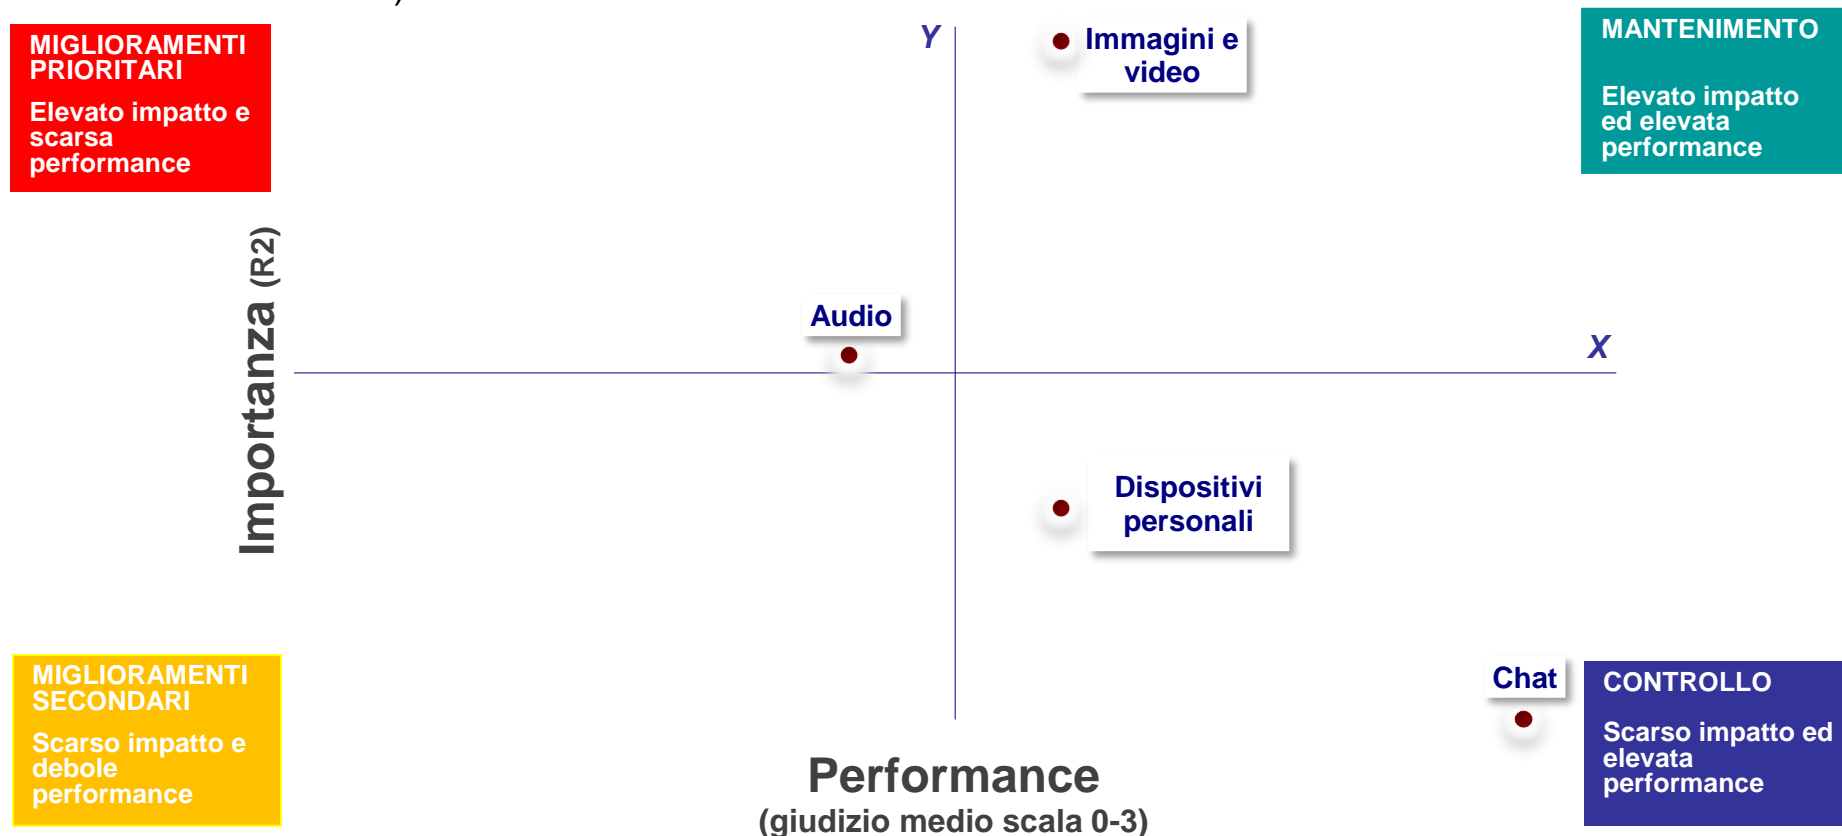 )
MIGLIORAMENTI
PRIORITARI
Elevato impatto e
scarsa
performance
Y
Immagini e
video
MANTENIMENTO
Elevato impatto
ed elevata
performance
Importanza (R2)
Audio
X
Dispositivi
personali
MIGLIORAMENTI
SECONDARI
Scarso impatto e
debole
performance
Chat
CONTROLLO
Scarso impatto ed
elevata
performance
Performance
(giudizio medio scala 0-3)